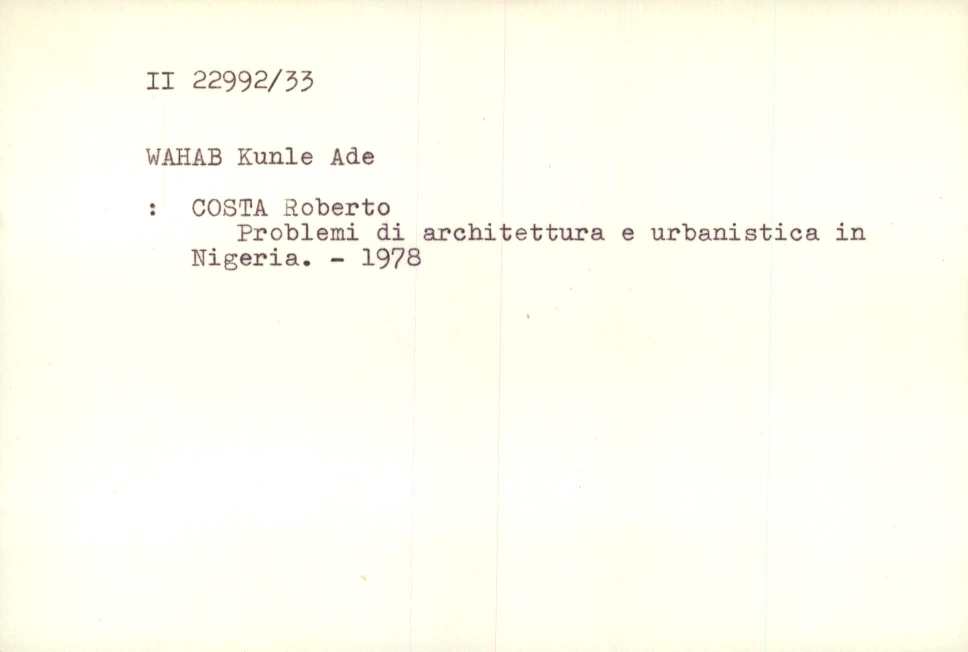 II 22992/33
WAHAB Kunle Ade
: COSTA Roberto
Problemi di architettura e urbanistica in
Nigeria. - 1978